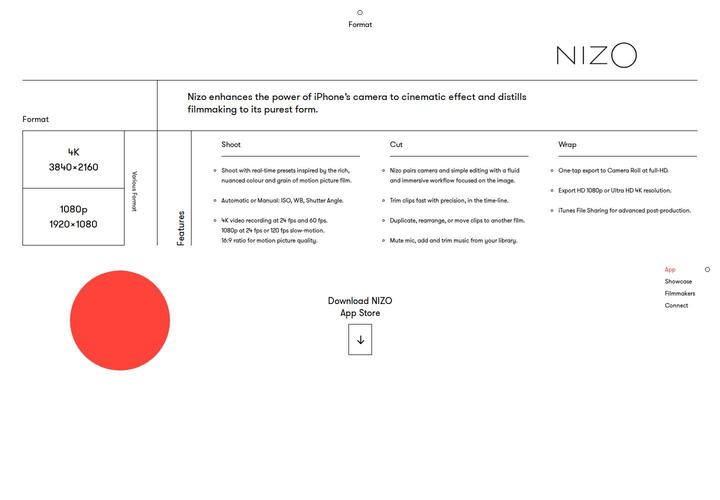 Format
NIZO
Nizo enhances the power of iPhone's camera to cinematic effect and distills
filmmaking to its purest form.
Format
4K
3840×2160
1080p
1920×1080
Various Format
Features
Shoot
Shoot with real-time presets inspired by the rich,
nuanced colour and grain of motion picture film.
Automatic or Manual: ISO, WB, Shutter Angle.
4K video recording at 24 fps and 60 fps.
1080p at 24 fps or 120 fps slow-motion.
16:9 ratio for motion picture quality.
Cut
Nizo pairs camera and simple editing with a fluid
and immersive workflow focused on the image.
Trim clips fast with precision, in the time-line.
Duplicate, rearrange, or move clips to another film.
Mute mic, add and trim music from your library.
Wrap
One-tap export to Camera Roll at full-HD.
Export HD 1080p or Ultra HD 4K resolution.
iTunes File Sharing for advanced post-production.
App
Showcase
Filmmakers
Connect
Download NIZO
App Store